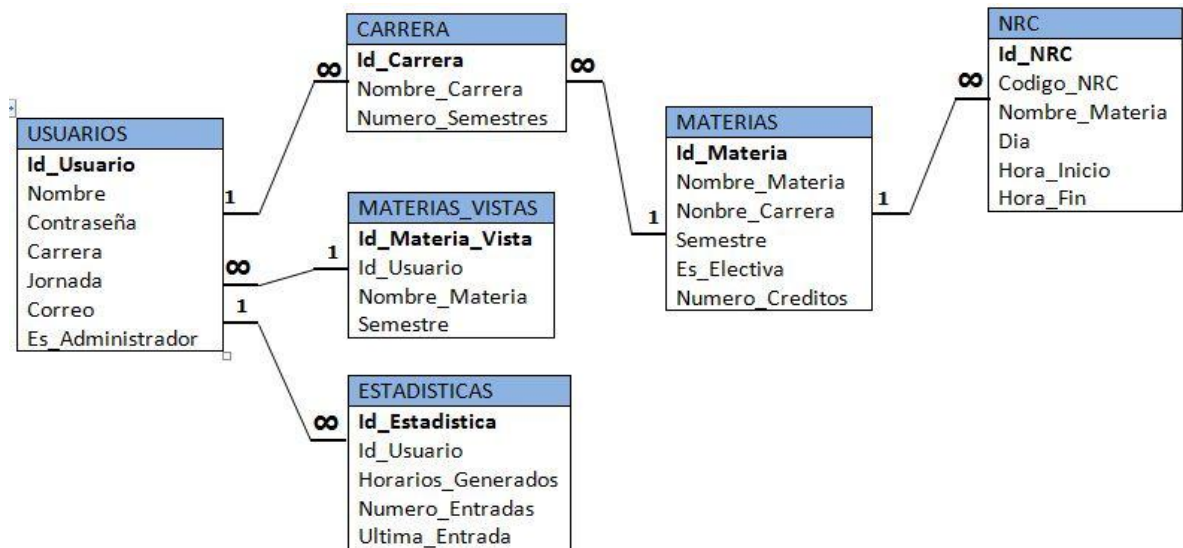 USUARIOS
Id_Usuario
Nombre
Contraseña
Carrera
Jornada
Correo
Es_Administrador
1
∞
1
∞
1
∞
CARRERA
Id_Carrera
Nombre_Carrera
Numero_Semestres
MATERIAS_VISTAS
Id_Materia_Vista
Id_Usuario
Nombre_Materia
Semestre
ESTADISTICAS
Id_Estadistica
Id_Usuario
Horarios_Generados
Numero_Entradas
Ultima_Entrada
∞
1
MATERIAS
Id_Materia
Nombre_Materia
Nonbre_Carrera
Semestre
Es_Electiva
Numero_Creditos
1
∞
NRC
Id_NRC
Codigo_NRC
Nombre_Materia
Dia
Hora_Inicio
Hora_Fin